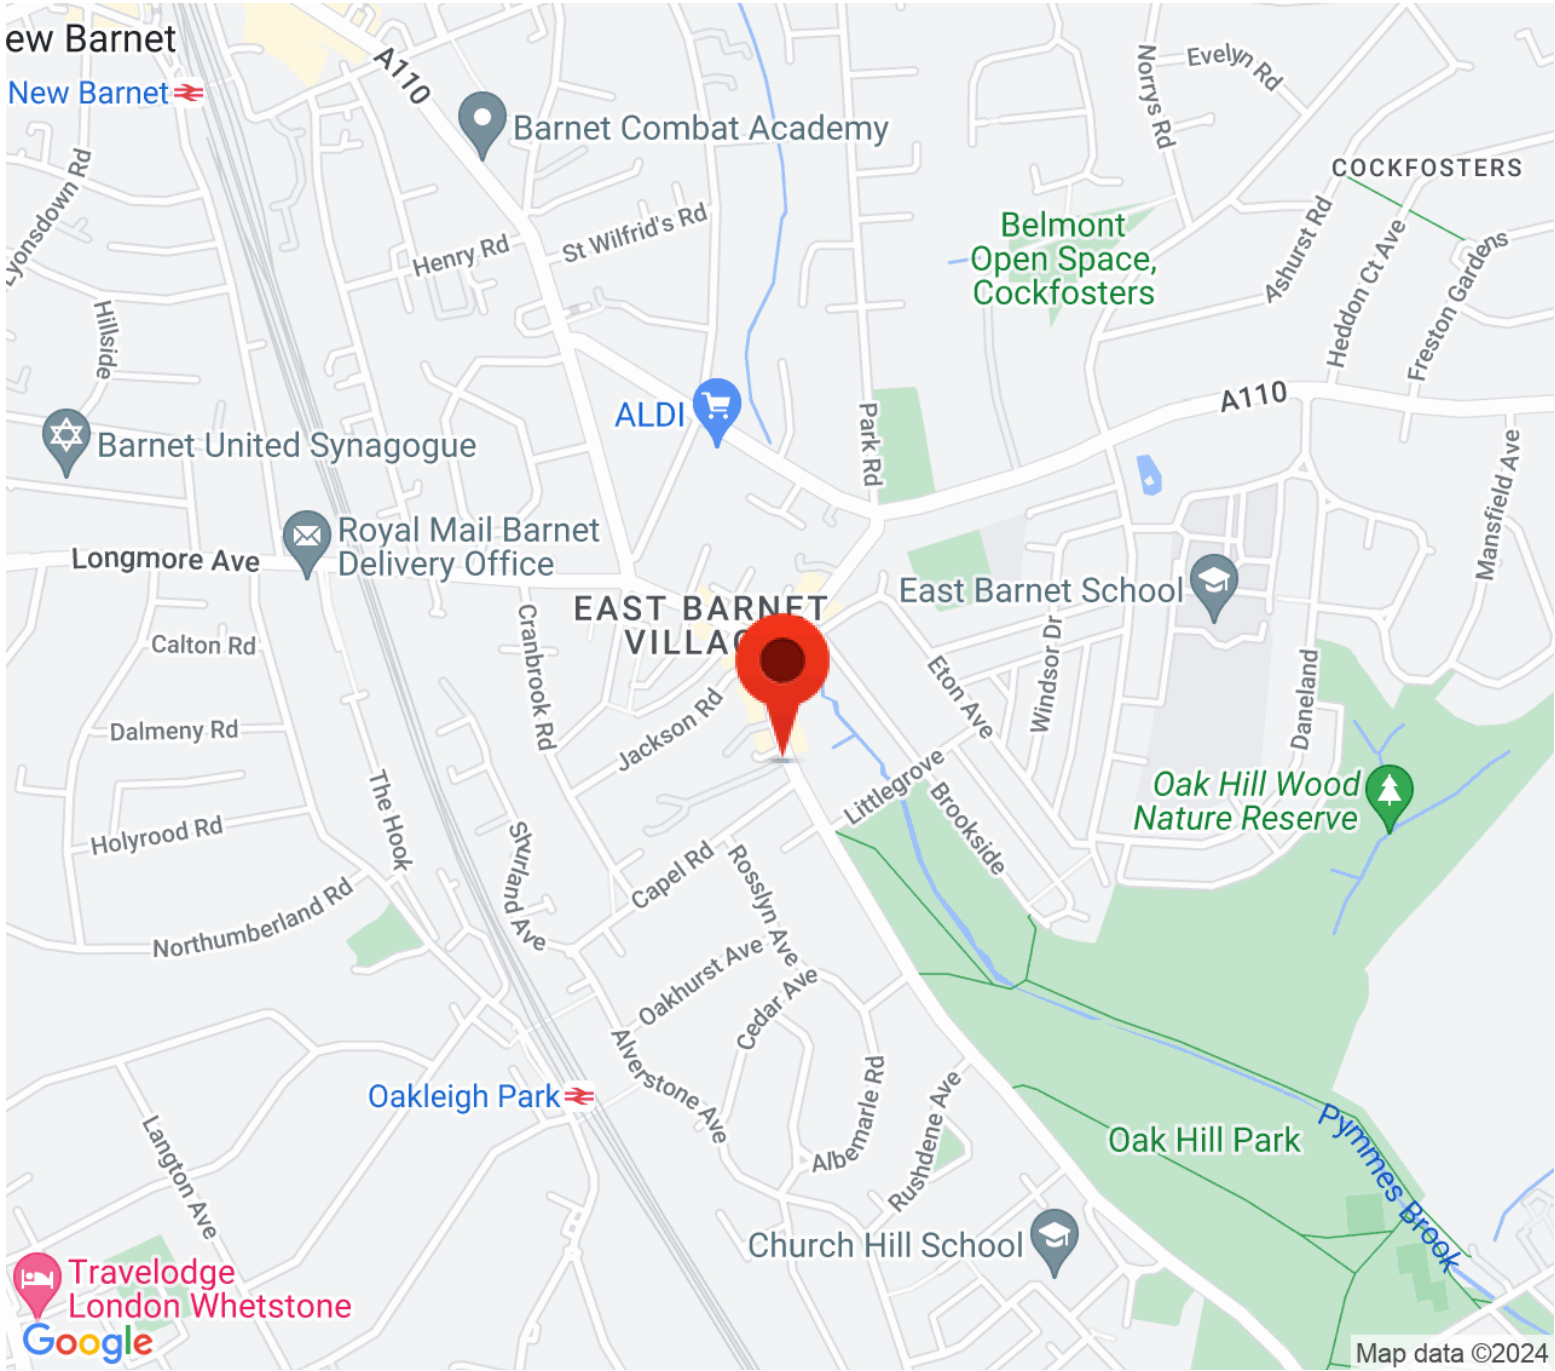 ew Barnet
New Barnet
A110
Barnet Combat Academy
Norrys Rd
Evelyn Rd
COCKFOSTERS
Lyonsdown Rd
Henry Rd
St Wilfrid's Rd
Belmont
Open Space,
Cockfosters
Ashurst Rd
Heddon Ct Ave
Freston Gardens
Hillside
ALDI
Park Rd
A110
Barnet United Synagogue
Mansfield Ave
Royal Mail Barnet
Delivery Office
Longmore Ave
East Barnet School
EAST BARNET
VILLAG
Cranbrook Rd
Calton Rd
Windsor Dr
Eton Ave
Daneland
Jackson Rd
Dalmeny Rd
The Hook
Littlegrove
Brookside
Oak Hill Wood
Nature Reserve
Holyrood Rd
Shurland Ave
Capel Rd
Rosslyn Ave
Northumberland Rd
Oakhurst Ave
Cedar Ave
Alverstone Ave
Albemarle Rd
Rushdene Ave
Oakleigh Park
Langton Ave
Oak Hill Park
Pymmes Brook
Church Hill School
Travelodge
London Whetstone
Google
Map data ©2024